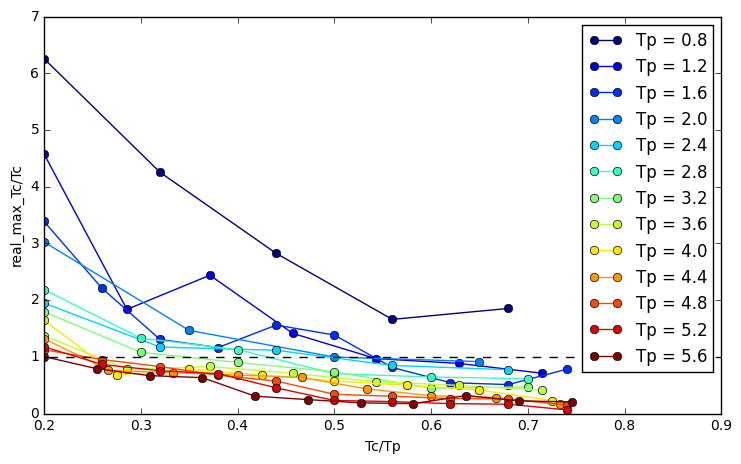 7
6
5
4
3
2
1
0
real_max_Tc/Tc
Tp = 0.8
Tp = 1.2
Tp = 1.6
Tp = 2.0
Tp = 2.4
Tp = 2.8
Tp = 3.2
Tp = 3.6
Tp = 4.0
Tp = 4.4
Tp = 4.8
Tp = 5.2
Tp = 5.6
0.2 0.3 0.4 0.5 0.6 0.7 0.8 0.9
Tc/Tp